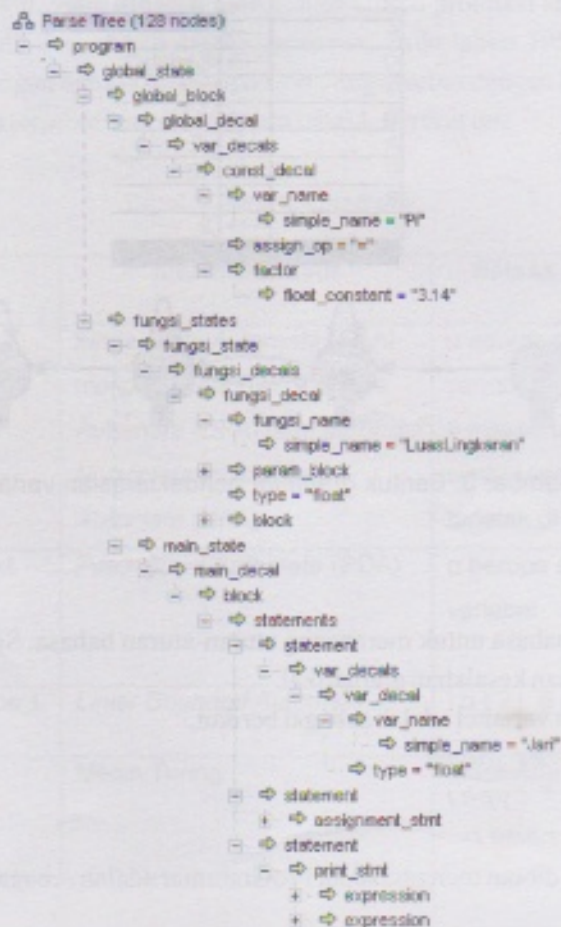 Parse Tree (128 nodes)
program
global_state
global_block
global_decal
var_decals
const_decal
var_name
simple_name = "PI"
assign_op = "="
factor
float_constant = "3.14"
fungsi_states
fungsi_state
fungsi_decals
fungsi_decal
fungsi_name
simple_name = "LuasLingkaran"
param_block
type = "float"
block
main_state
main_decal
block
statements
statement
var_decals
var_decal
var_name
simple_name = "Jari"
type = "float"
statement
assignment_stmt
statement
print_stmt
expression
expression